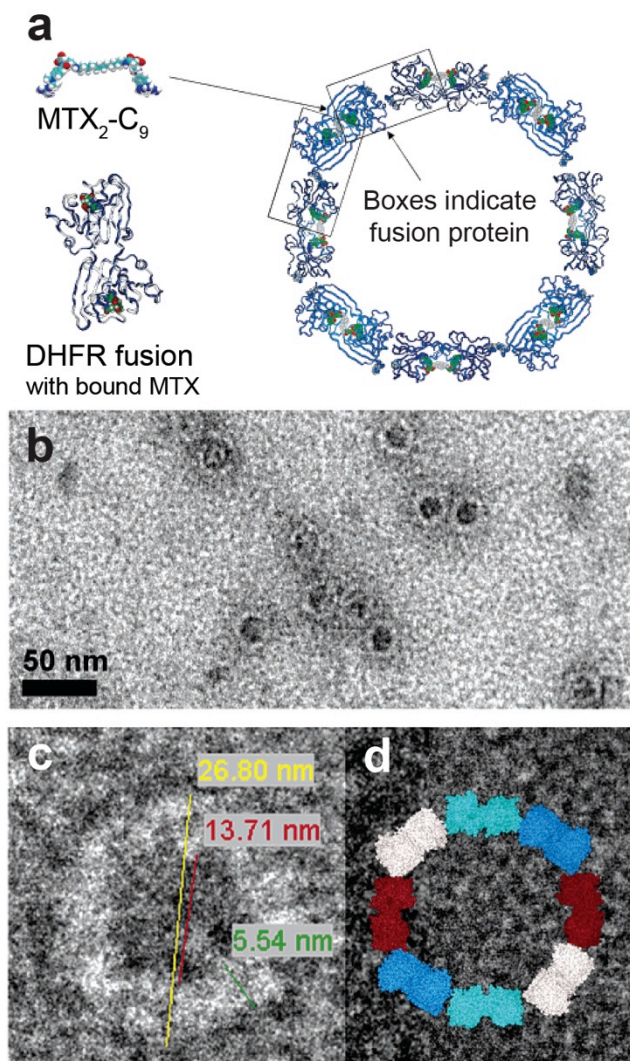 a
MTX₂-C₉
DHFR fusion
with bound MTX
Boxes indicate
fusion protein
b
50 nm
c
26.80 nm
13.71 nm
5.54 nm
d